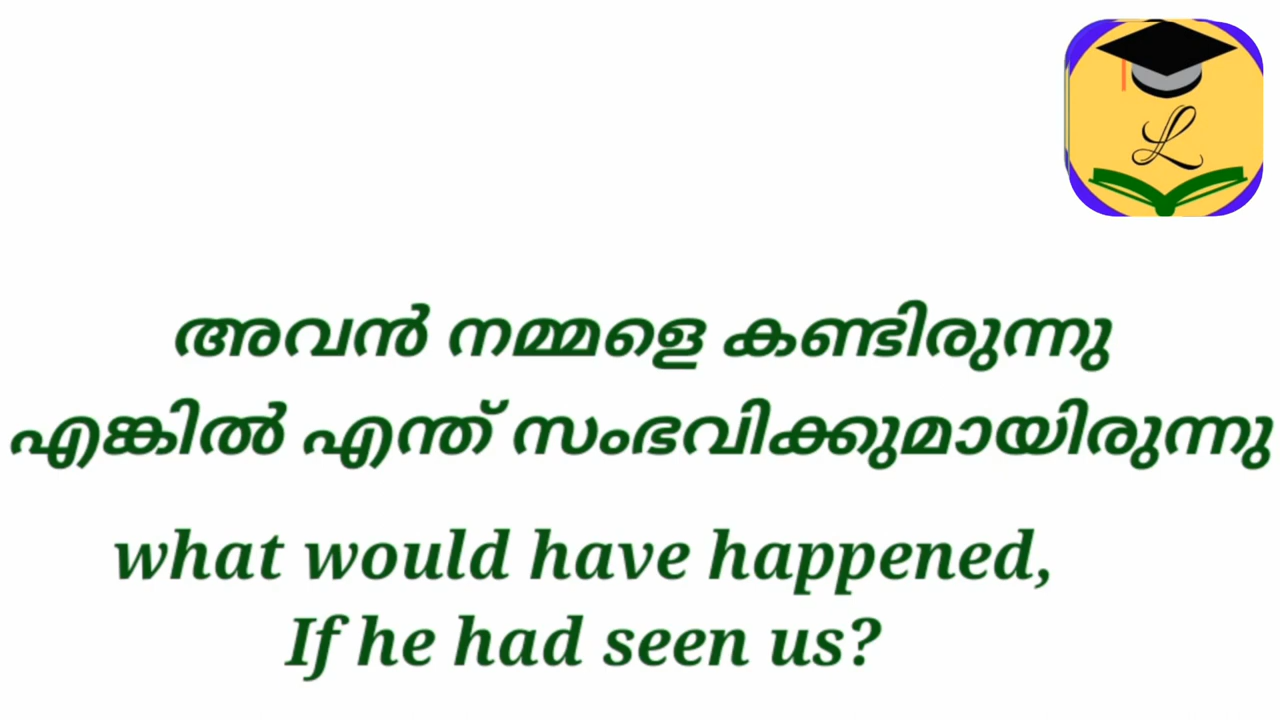 L
അവൻ നമ്മളെ കണ്ടിരുന്നു
എങ്കിൽ എന്ത് സംഭവിക്കുമായിരുന്നു
what would have happened,
If he had seen us?